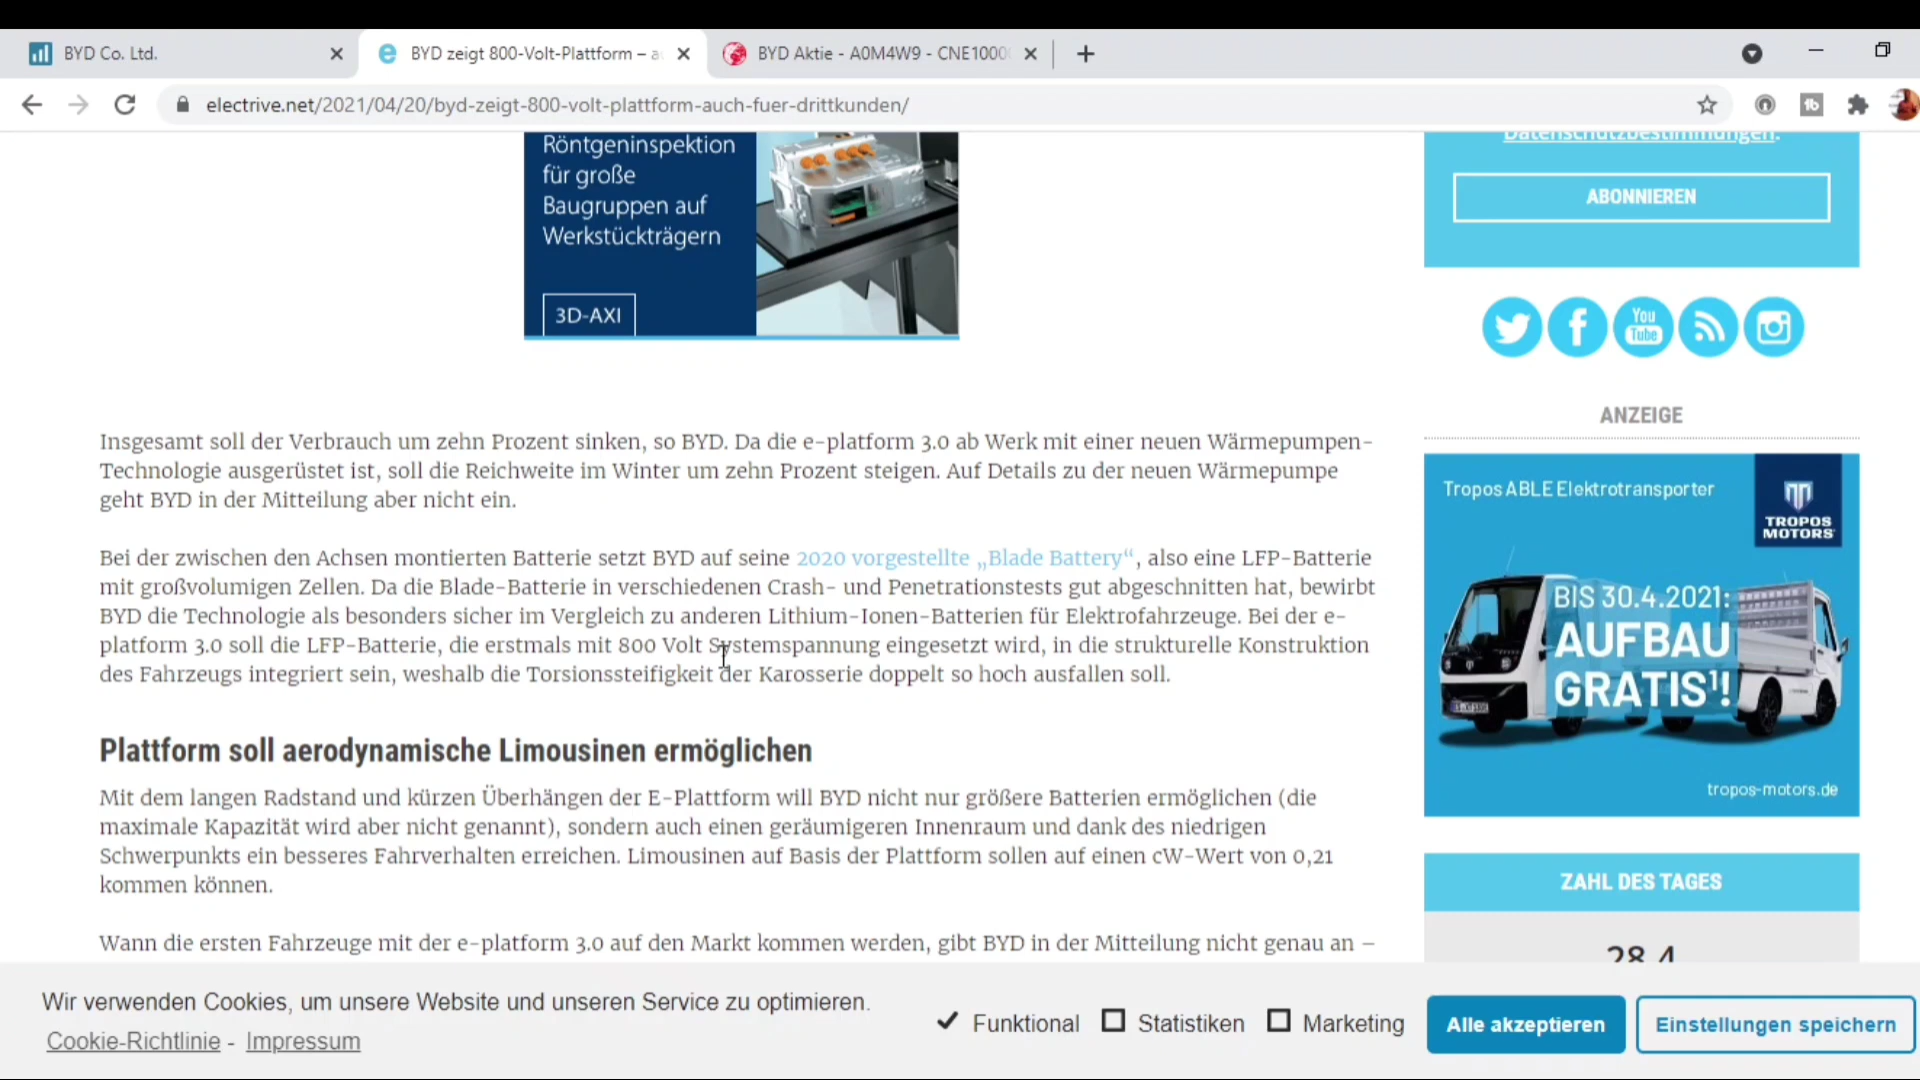 BYD Co. Ltd.
BYD zeigt 800-Volt-Plattform – a
BYD Aktie - A0M4W9 - CNE1000
electrive.net/2021/04/20/byd-zeigt-800-volt-plattform-auch-fuer-drittkunden/
Röntgeninspektion
für große
Baugruppen auf
Werkstückträgern
3D-AXI
Datenschutzbestimmungen.
ABONNIEREN
You
Tube
ANZEIGE
Insgesamt soll der Verbrauch um zehn Prozent sinken, so BYD. Da die e-platform 3.0 ab Werk mit einer neuen Wärmepumpen-
Technologie ausgerüstet ist, soll die Reichweite im Winter um zehn Prozent steigen. Auf Details zu der neuen Wärmepumpe
geht BYD in der Mitteilung aber nicht ein.
Bei der zwischen den Achsen montierten Batterie setzt BYD auf seine 2020 vorgestellte „Blade Battery“, also eine LFP-Batterie
mit großvolumigen Zellen. Da die Blade-Batterie in verschiedenen Crash- und Penetrationstests gut abgeschnitten hat, bewirbt
BYD die Technologie als besonders sicher im Vergleich zu anderen Lithium-Ionen-Batterien für Elektrofahrzeuge. Bei der e-
platform 3.0 soll die LFP-Batterie, die erstmals mit 800 Volt Systemspannung eingesetzt wird, in die strukturelle Konstruktion
des Fahrzeugs integriert sein, weshalb die Torsionssteifigkeit der Karosserie doppelt so hoch ausfallen soll.
Plattform soll aerodynamische Limousinen ermöglichen
Mit dem langen Radstand und kürzen Überhängen der E-Plattform will BYD nicht nur größere Batterien ermöglichen (die
maximale Kapazität wird aber nicht genannt), sondern auch einen geräumigeren Innenraum und dank des niedrigen
Schwerpunkts ein besseres Fahrverhalten erreichen. Limousinen auf Basis der Plattform sollen auf einen cW-Wert von 0,21
kommen können.
Wann die ersten Fahrzeuge mit der e-platform 3.0 auf den Markt kommen werden, gibt BYD in der Mitteilung nicht genau an –
Tropos ABLE Elektrotransporter
TROPOS
MOTORS
BIS 30.4.2021:
AUFBAU
GRATIS¹!
tropos-motors.de
ZAHL DES TAGES
28,4
Wir verwenden Cookies, um unsere Website und unseren Service zu optimieren.
Cookie-Richtlinie - Impressum
Funktional
Statistiken
Marketing
Alle akzeptieren
Einstellungen speichern